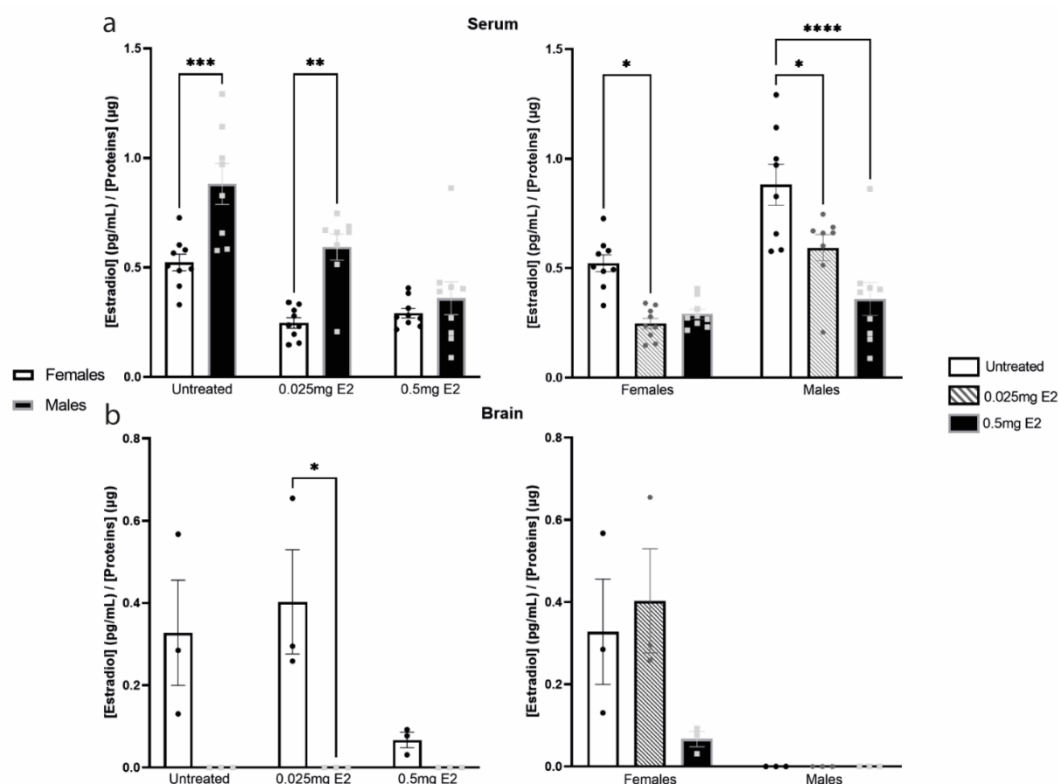 a
Serum
[Estradiol] (pg/mL) / [Proteins] (µg)
1.5
1.0
0.5
0.0
***
**
Untreated
0.025mg E2
0.5mg E2
[Estradiol] (pg/mL) / [Proteins] (µg)
1.5
1.0
0.5
0.0
*
****
*
Females
Males
Females
Males
Untreated
0.025mg E2
0.5mg E2
b
Brain
[Estradiol] (pg/mL) / [Proteins] (µg)
0.8
0.6
0.4
0.2
0.0
*
Untreated
0.025mg E2
0.5mg E2
[Estradiol] (pg/mL) / [Proteins] (µg)
0.8
0.6
0.4
0.2
0.0
Females
Males